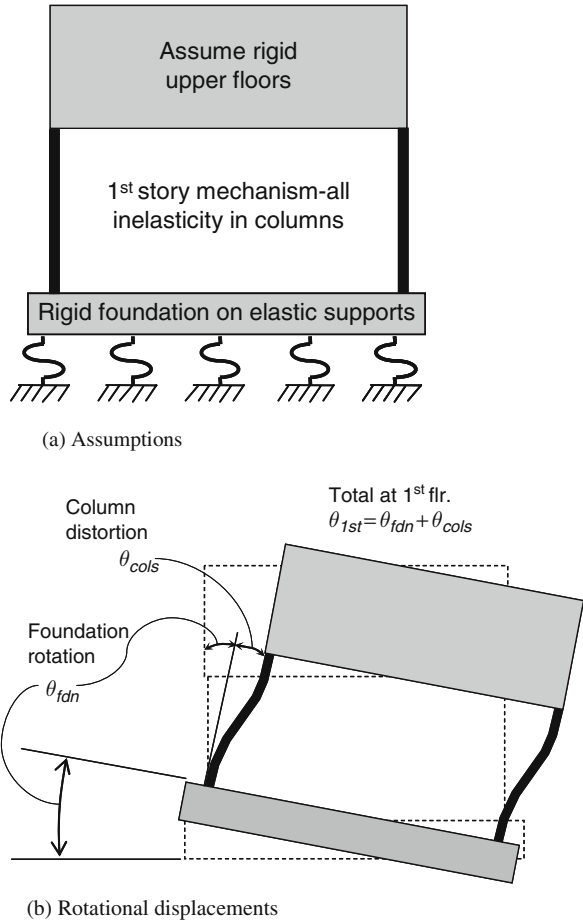 Assume rigid
upper floors
1st story mechanism-all
inelasticity in columns
Rigid foundation on elastic supports
(a) Assumptions
Total at 1st flr.
θ1st=θfdn+θcols
Column
distortion
θcols
Foundation
rotation
θfdn
(b) Rotational displacements